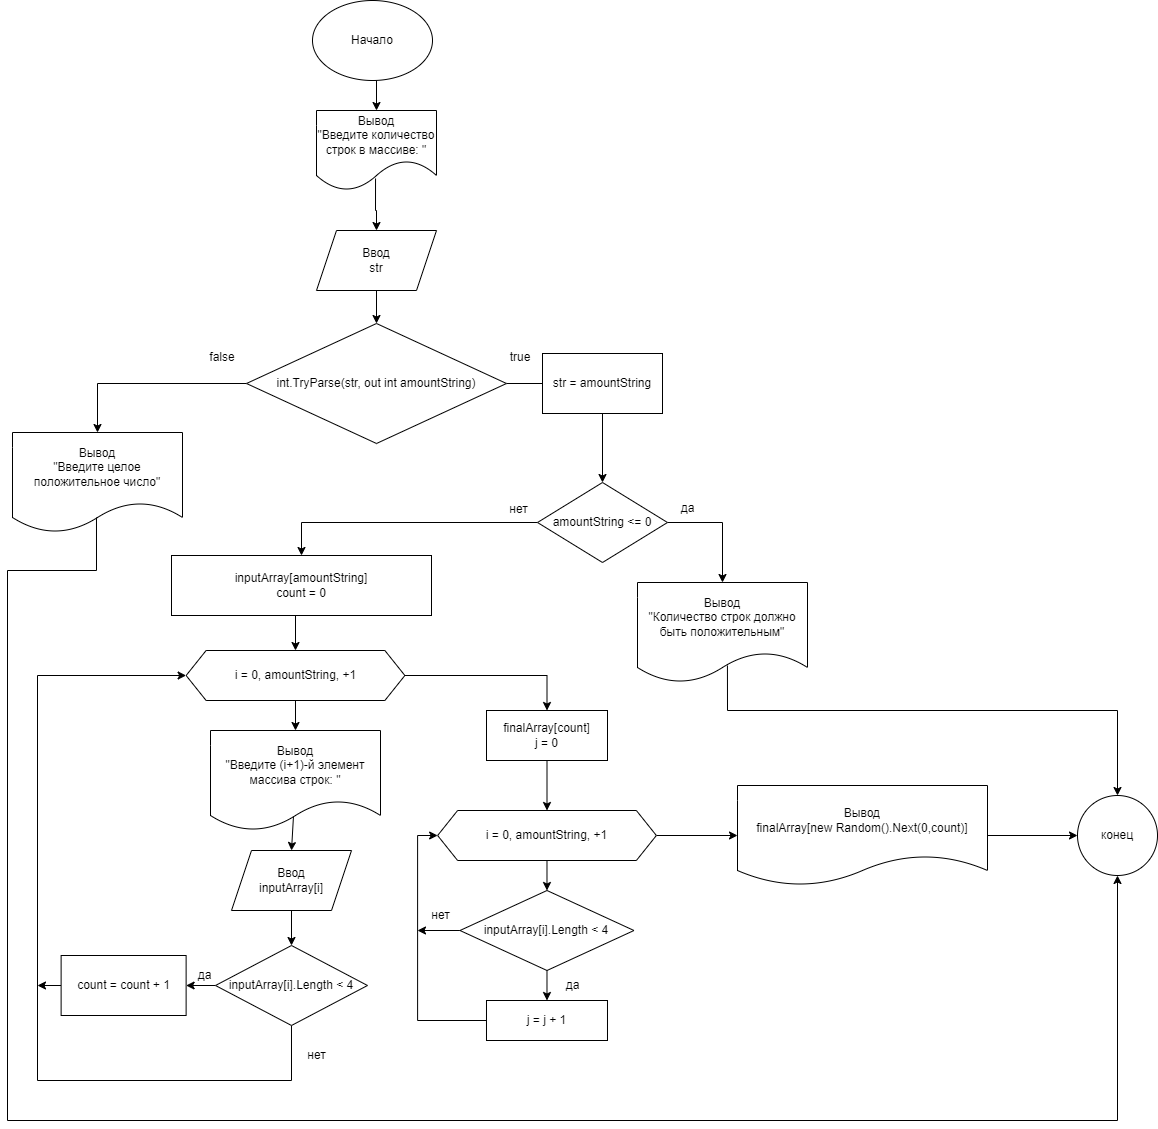 Начало
Вывод
"Введите количество
строк в массиве: "
Ввод
str
false
int.TryParse(str, out int amountString)
true
str = amountString
Вывод
"Введите целое
положительное число"
нет
amountString <= 0
да
inputArray[amountString]
count = 0
Вывод
"Количество строк должно
быть положительным"
i = 0, amountString, +1
finalArray[count]
j = 0
Вывод
"Введите (i+1)-й элемент
массива строк: "
i = 0, amountString, +1
Вывод
finalArray[new Random().Next(0,count)]
конец
Ввод
inputArray[i]
нет
inputArray[i].Length < 4
да
count = count + 1
да
inputArray[i].Length < 4
нет
j = j + 1